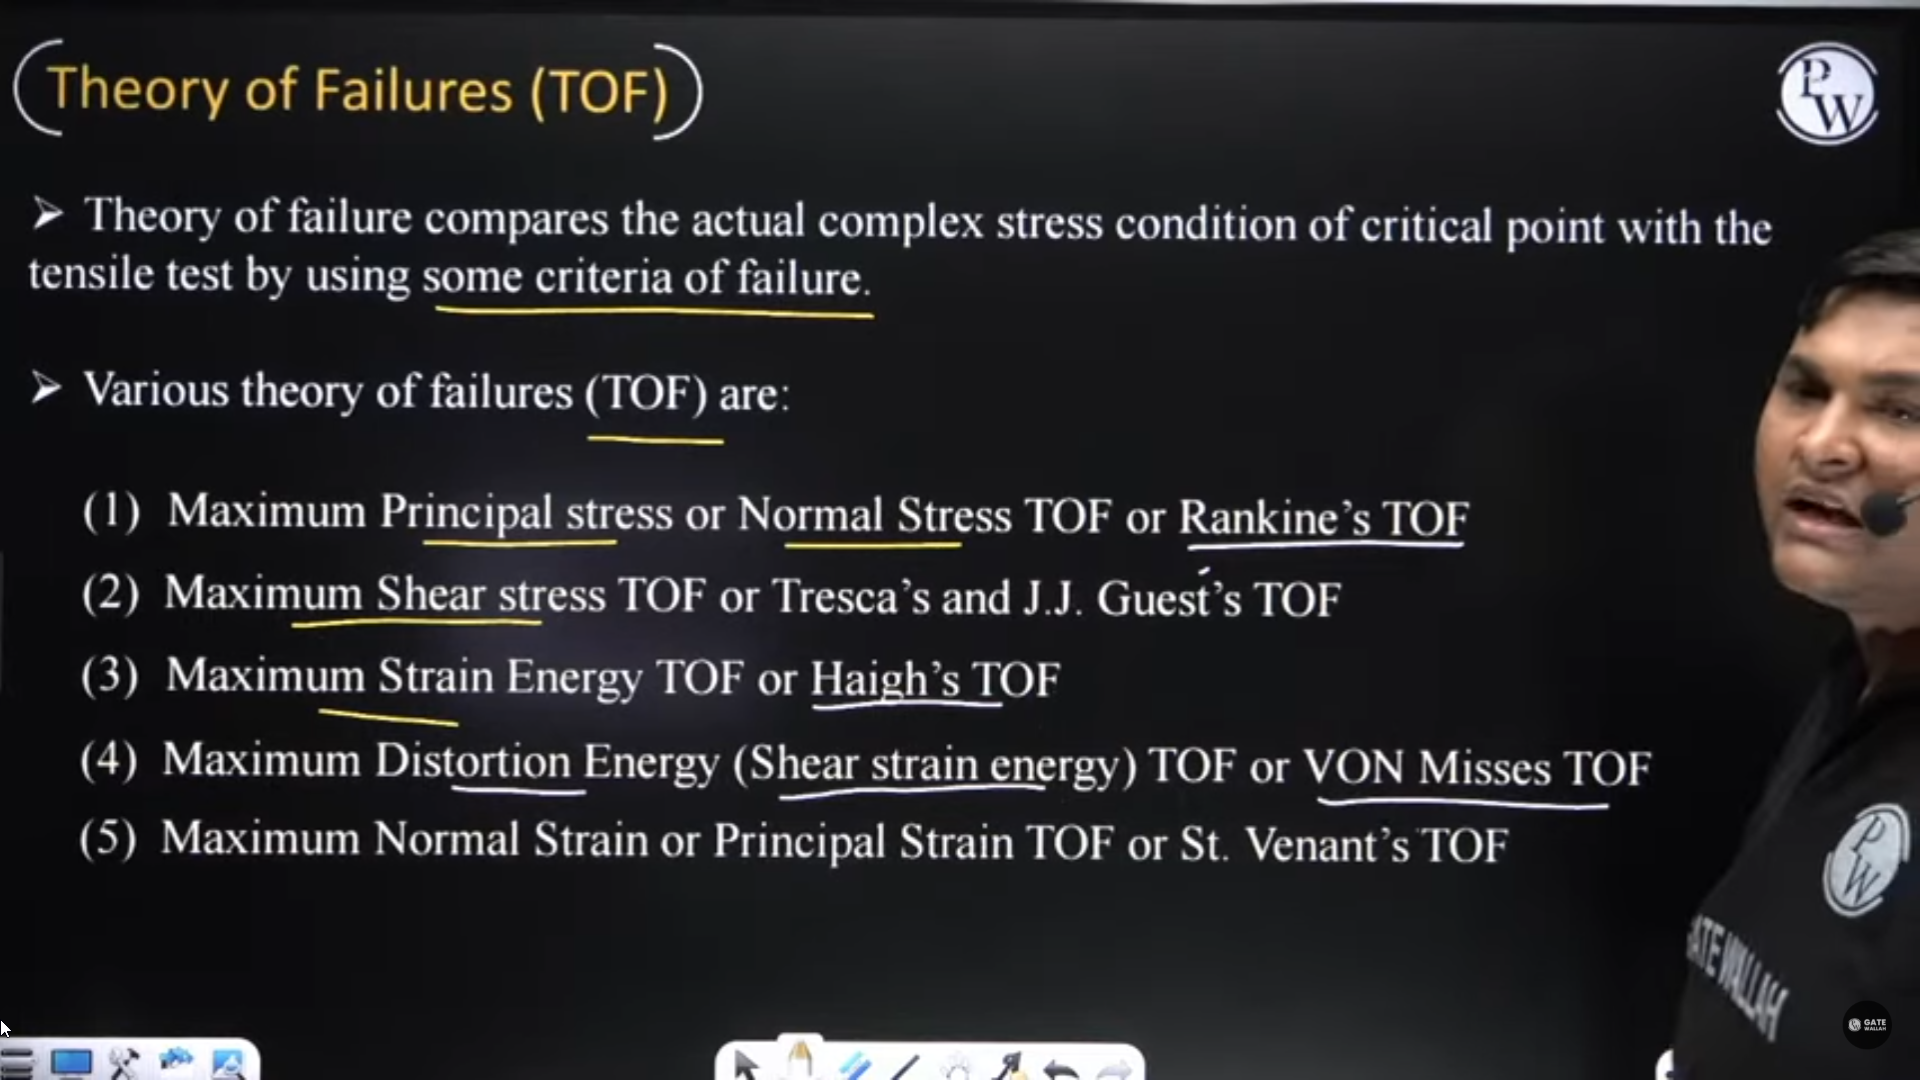 Theory of Failures (TOF)
PW
➢ Theory of failure compares the actual complex stress condition of critical point with the
tensile test by using some criteria of failure.
➢ Various theory of failures (TOF) are:
(1) Maximum Principal stress or Normal Stress TOF or Rankine's TOF
(2) Maximum Shear stress TOF or Tresca's and J.J. Guest's TOF
(3) Maximum Strain Energy TOF or Haigh's TOF
(4) Maximum Distortion Energy (Shear strain energy) TOF or VON Misses TOF
(5) Maximum Normal Strain or Principal Strain TOF or St. Venant's TOF
PW
GATE WALLAH
GATE
WALLAH